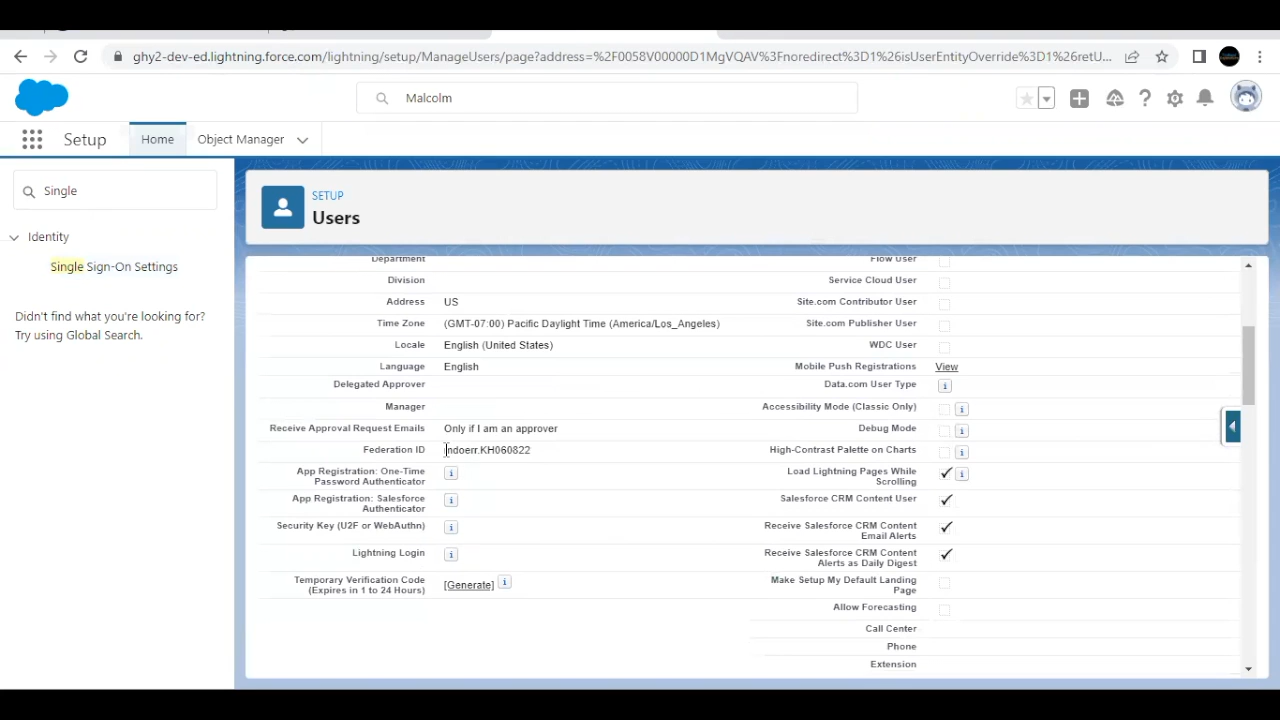 ghy2-dev-ed.lightning.force.com/lightning/setup/ManageUsers/page?address=%2F0058V00000D1MgVQAV%3Fnoredirect%3D1%26isUserEntityOverride%3D1%26retU...
Malcolm
Setup
Home
Object Manager
Single
Identity
Single Sign-On Settings
Didn't find what you're looking for?
Try using Global Search.
SETUP
Users
Department
Flow User
Division
Service Cloud User
Address US
Site.com Contributor User
Time Zone (GMT-07:00) Pacific Daylight Time (America/Los_Angeles)
Site.com Publisher User
Locale English (United States)
WDC User
Language English
Mobile Push Registrations View
Delegated Approver
Data.com User Type
Manager
Accessibility Mode (Classic Only)
Receive Approval Request Emails Only if I am an approver
Debug Mode
Federation ID
High-Contrast Palette on Charts
App Registration: One-Time
Password Authenticator
Load Lightning Pages While
Scrolling
App Registration: Salesforce
Authenticator
Salesforce CRM Content User
Security Key (U2F or WebAuthn)
Receive Salesforce CRM Content
Email Alerts
Lightning Login
Receive Salesforce CRM Content
Alerts as Daily Digest
Temporary Verification Code
(Expires in 1 to 24 Hours)
[Generate]
Make Setup My Default Landing
Page
Allow Forecasting
Call Center
Phone
Extension